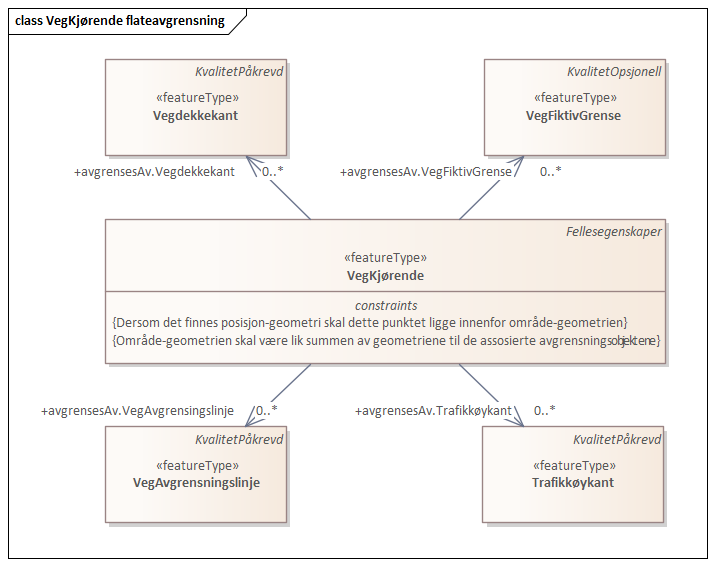 class VegKjørende flateavgrensning
KvalitetPåkrevd
«featureType»
Vegdekkekant
KvalitetOpsjonell
«featureType»
VegFiktivGrense
+avgrensesAv.Vegdekkekant 0..*
+avgrensesAv.VegFiktivGrense 0..*
Fellesegenskaper
«featureType»
VegKjørende
constraints
{Dersom det finnes posisjon-geometri skal dette punktet ligge innenfor område-geometrien}
{Område-geometrien skal være lik summen av geometriene til de assosierte avgrensningsobjektene}
+avgrensesAv.VegAvgrensingslinje 0..*
+avgrensesAv.Trafikkøykant 0..*
KvalitetPåkrevd
«featureType»
VegAvgrensningslinje
KvalitetPåkrevd
«featureType»
Trafikkøykant